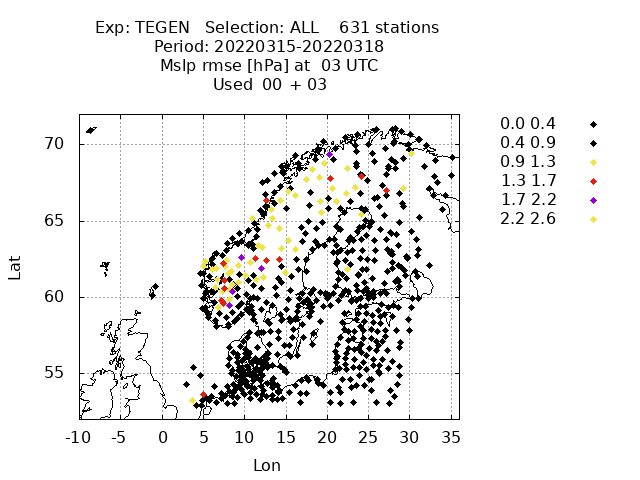 Exp: TEGEN Selection: ALL 631 stations
Period: 20220315-20220318
Mslp rmse [hPa] at 03 UTC
Used 00 + 03
0.0 0.4
0.4 0.9
0.9 1.3
1.3 1.7
1.7 2.2
2.2 2.6
70
65
60
55
Lat
-10 -5 0 5 10 15 20 25 30 35
Lon